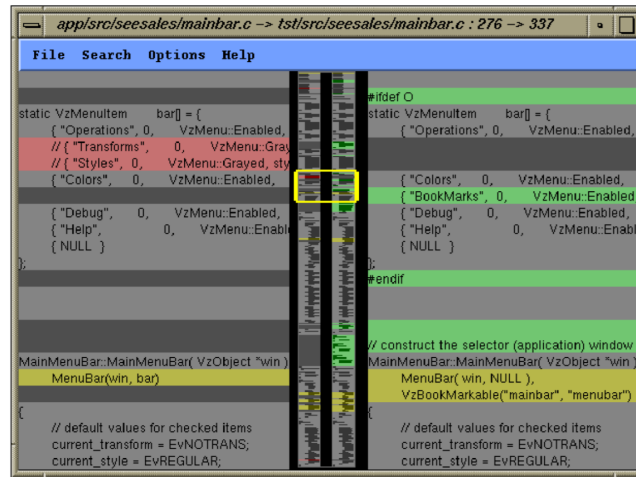 app/src/seesales/mainbar.c –> tst/src/seesales/mainbar.c : 276 –> 337
File Search Options Help
static VzMenuItem bar[] = {
{ "Operations", 0, VzMenu::Enabled,
// { "Transforms", 0, VzMenu::Gray
// { "Styles", 0, VzMenu::Grayed, sty
{ "Colors", 0, VzMenu::Enabled,
{ "Debug", 0, VzMenu::Enabled,
{ "Help", 0, VzMenu::Enabl
{ NULL }
};
MainMenuBar::MainMenuBar( VzObject *win )
MenuBar(win, bar)
{
// default values for checked items
current_transform = EvNOTRANS;
current_style = EvREGULAR;
#ifdef O
static VzMenuItem bar[] = {
{ "Operations", 0, VzMenu::Enabled,
{ "Colors", 0, VzMenu::Enabled,
{ "BookMarks", 0, VzMenu::Enabled
{ "Debug", 0, VzMenu::Enabled,
{ "Help", 0, VzMenu::Enabl
{ NULL }
};
#endif
// construct the selector (application) window
MainMenuBar::MainMenuBar( VzObject *win )
MenuBar( win, NULL ),
VzBookMarkable("mainbar", "menubar")
{
// default values for checked items
current_transform = EvNOTRANS;
current_style = EvREGULAR;